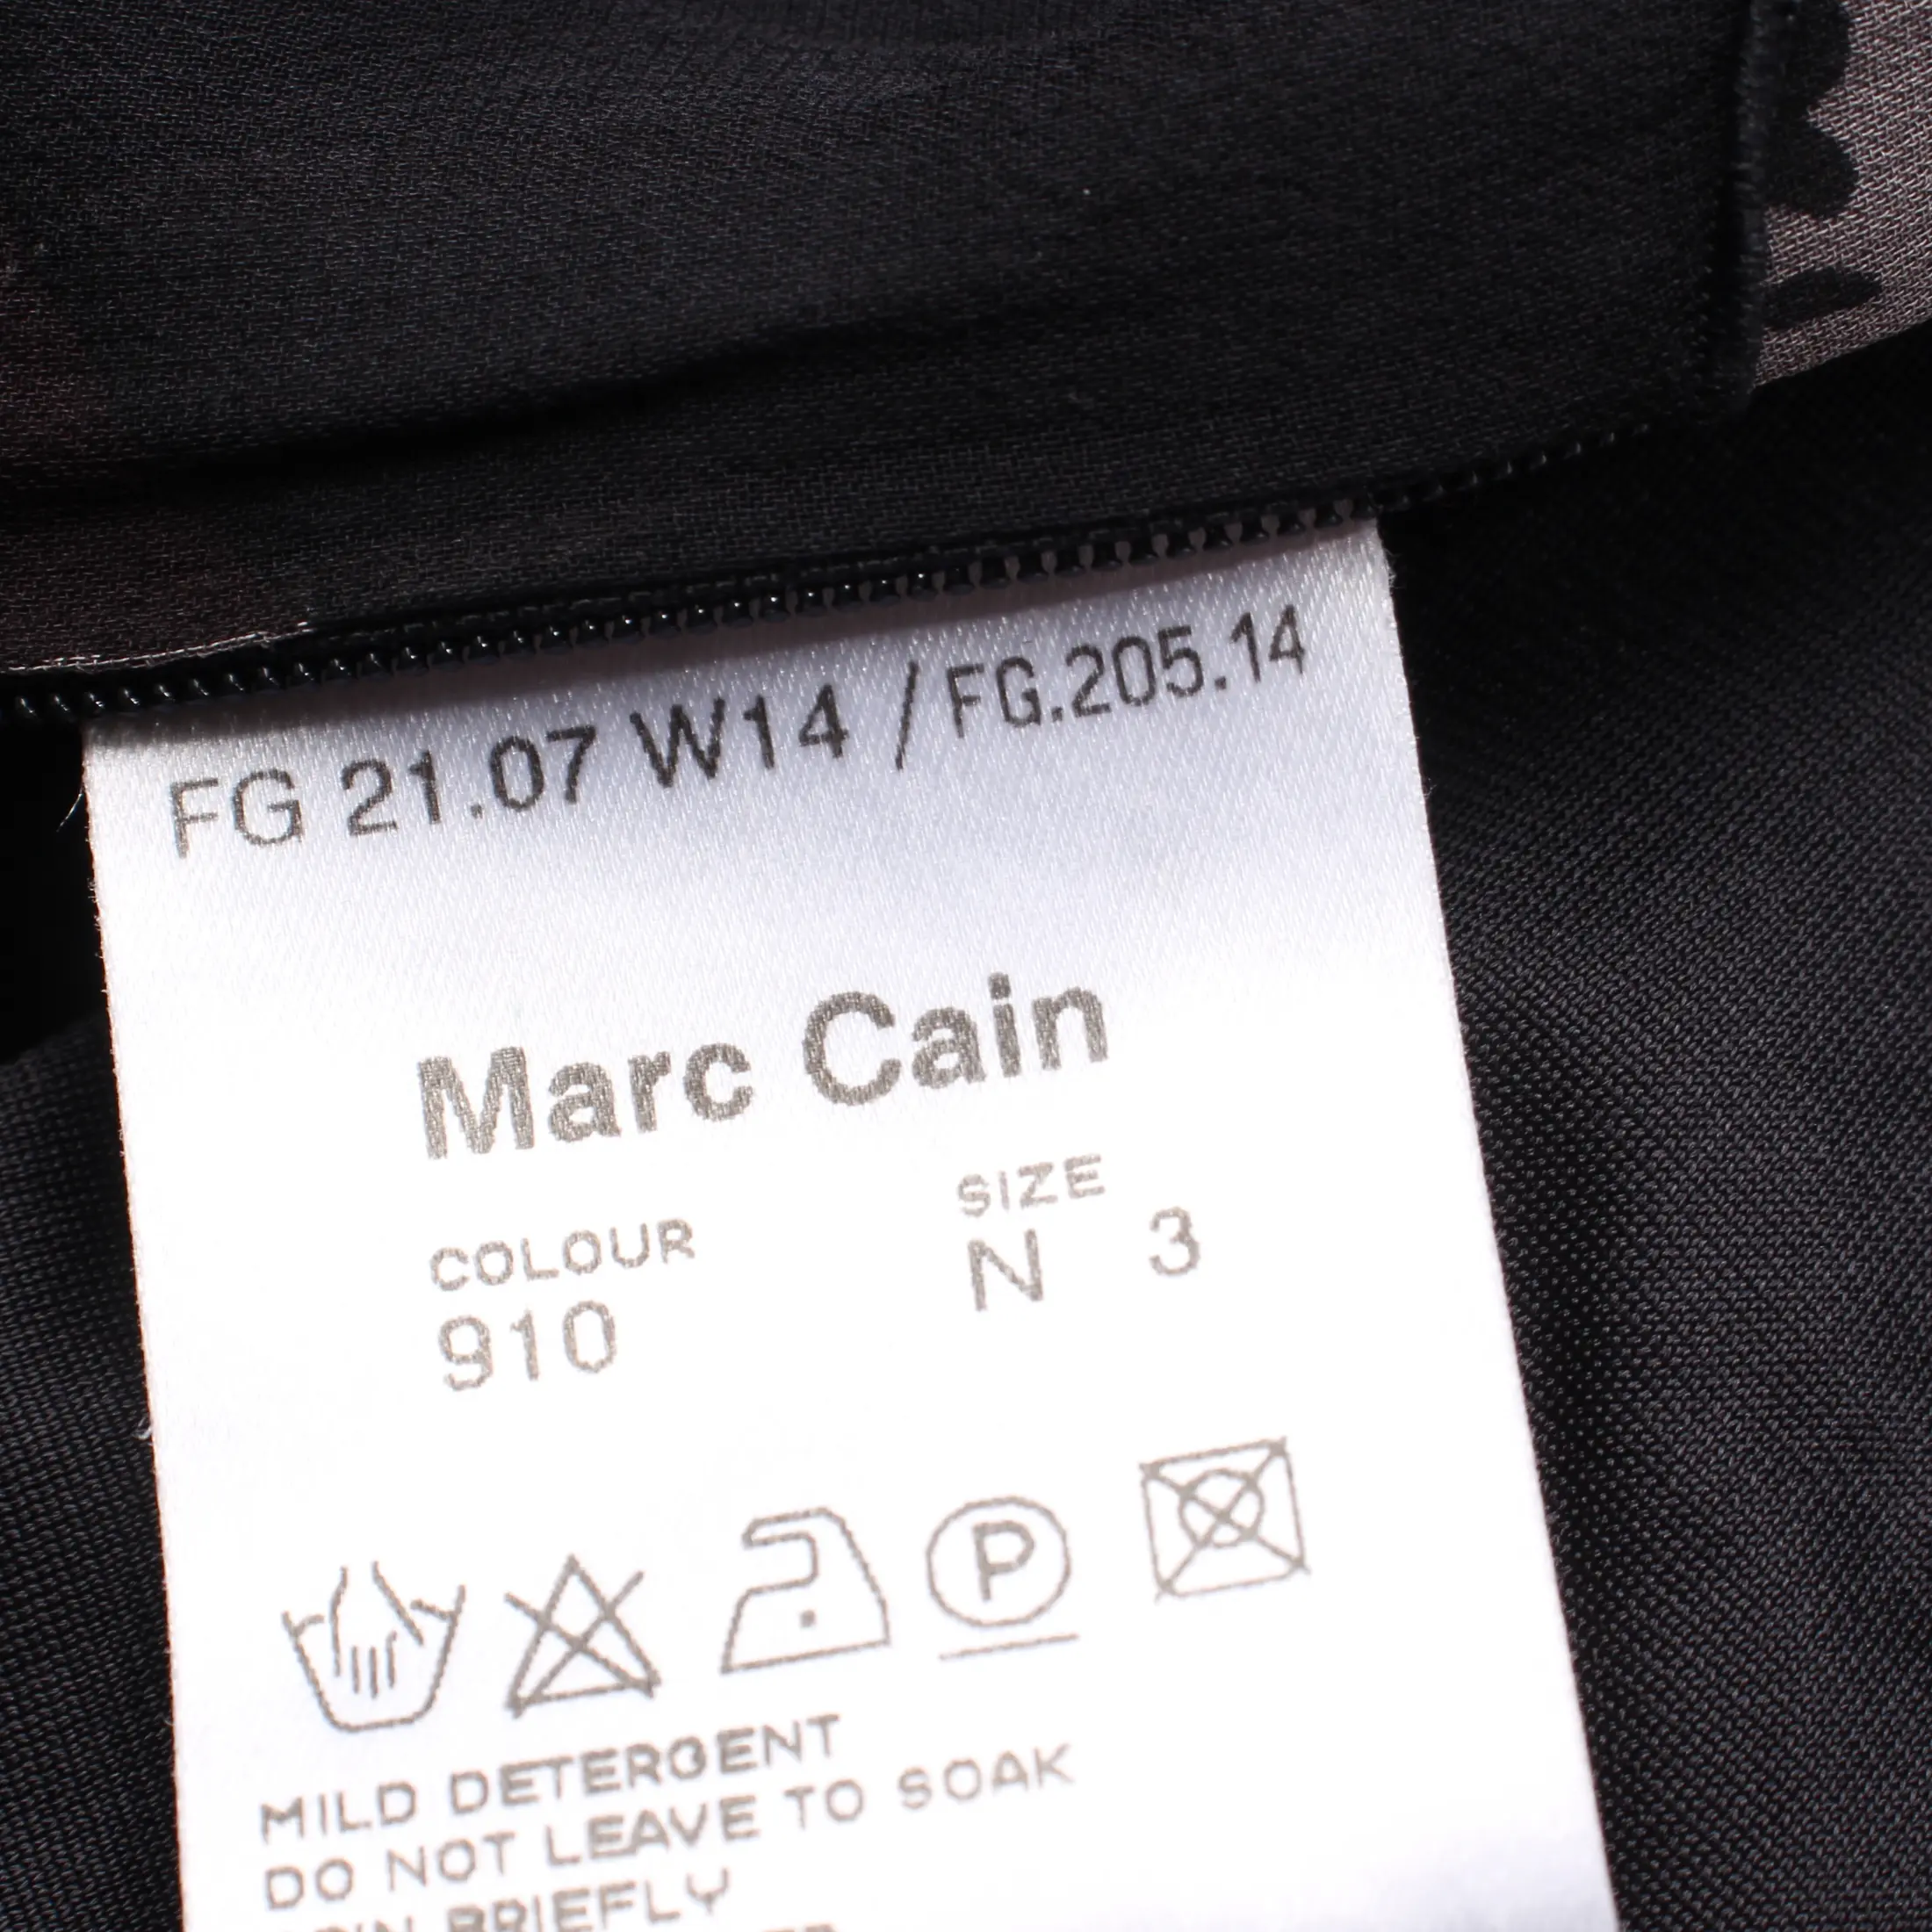 FG 21.07 W14 / FG.205.14
Marc Cain
COLOUR SIZE
910 N 3
P
MILD DETERGENT
DO NOT LEAVE TO SOAK
BRIEFLY